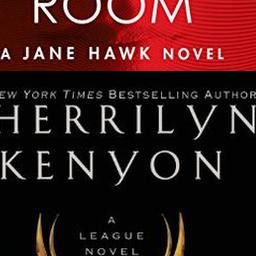 ROOM
A JANE HAWK NOVEL
EW YORK TIMES BESTSELLING AUTHOR
HERRILYN
KENYON
A
LEAGUE
NOVEL